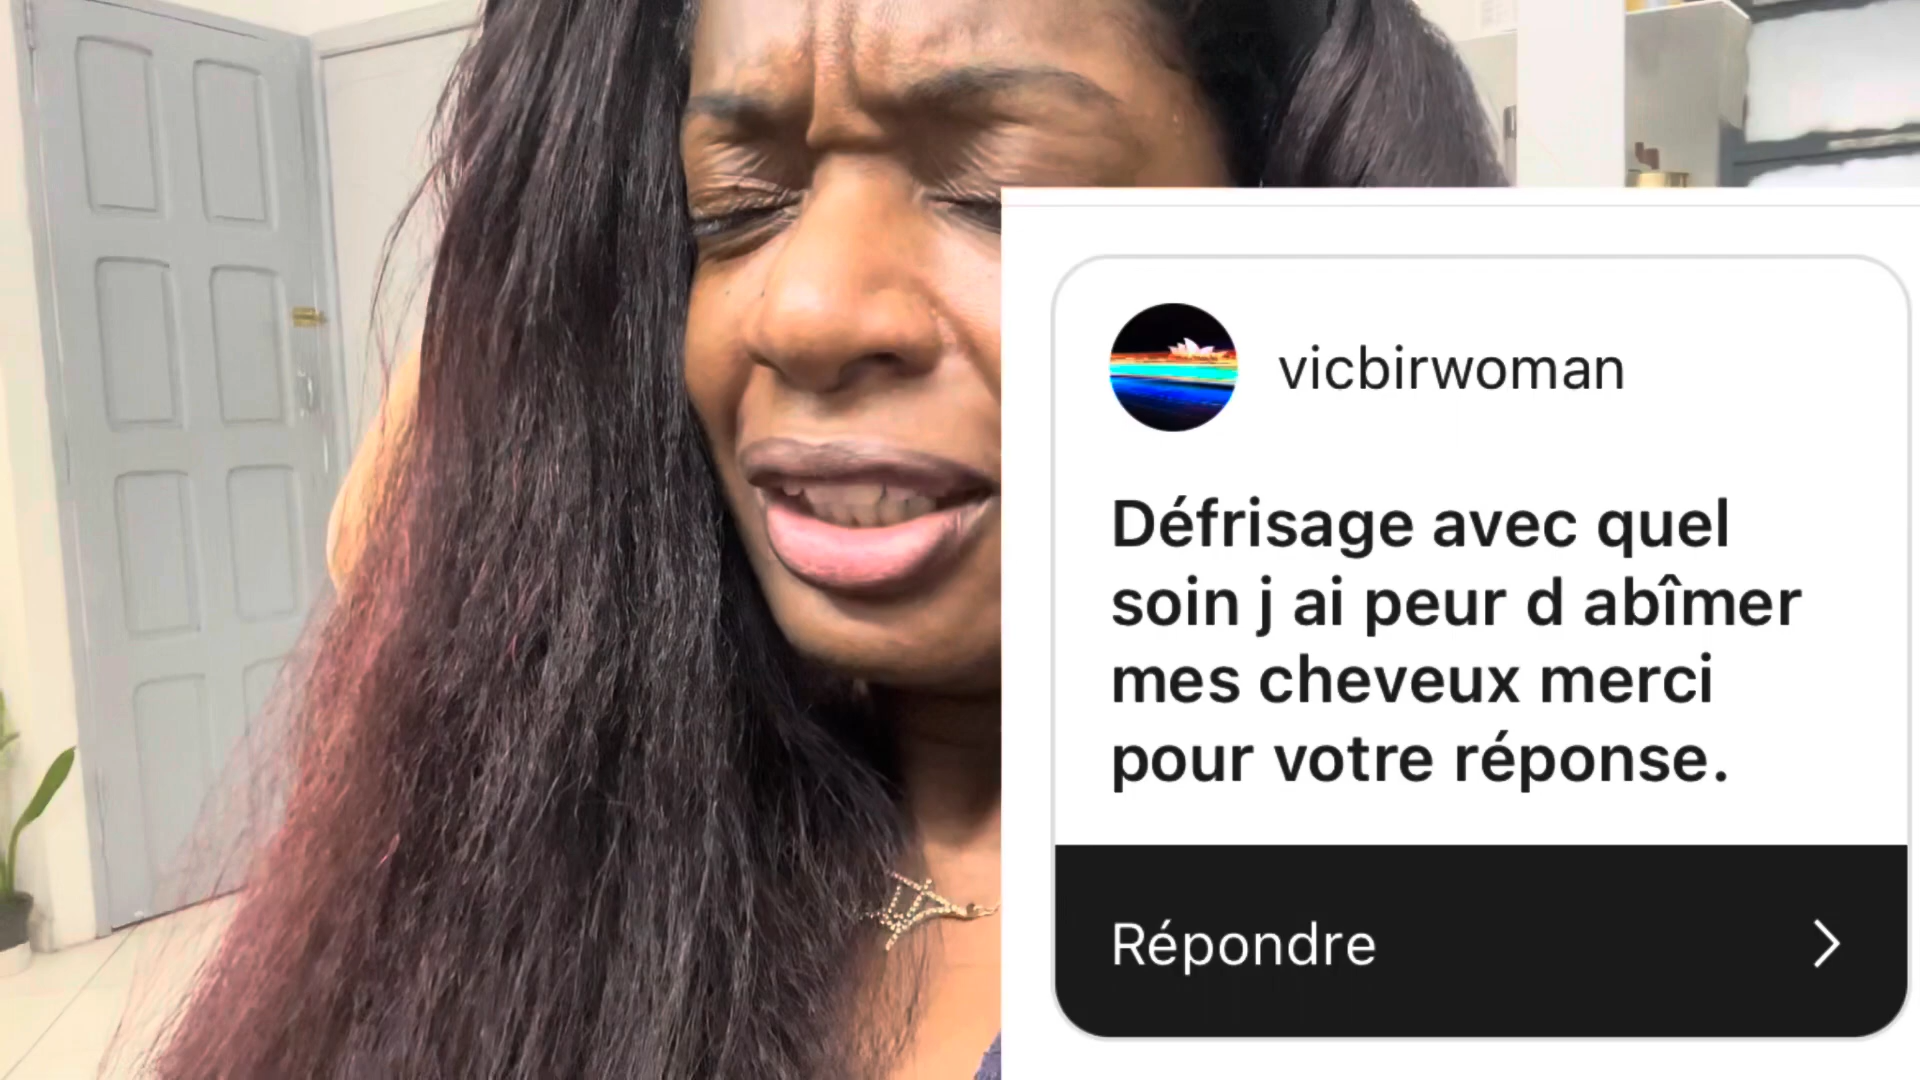 vicbirwoman
Défrisage avec quel
soin j ai peur d abîmer
mes cheveux merci
pour votre réponse.
Répondre